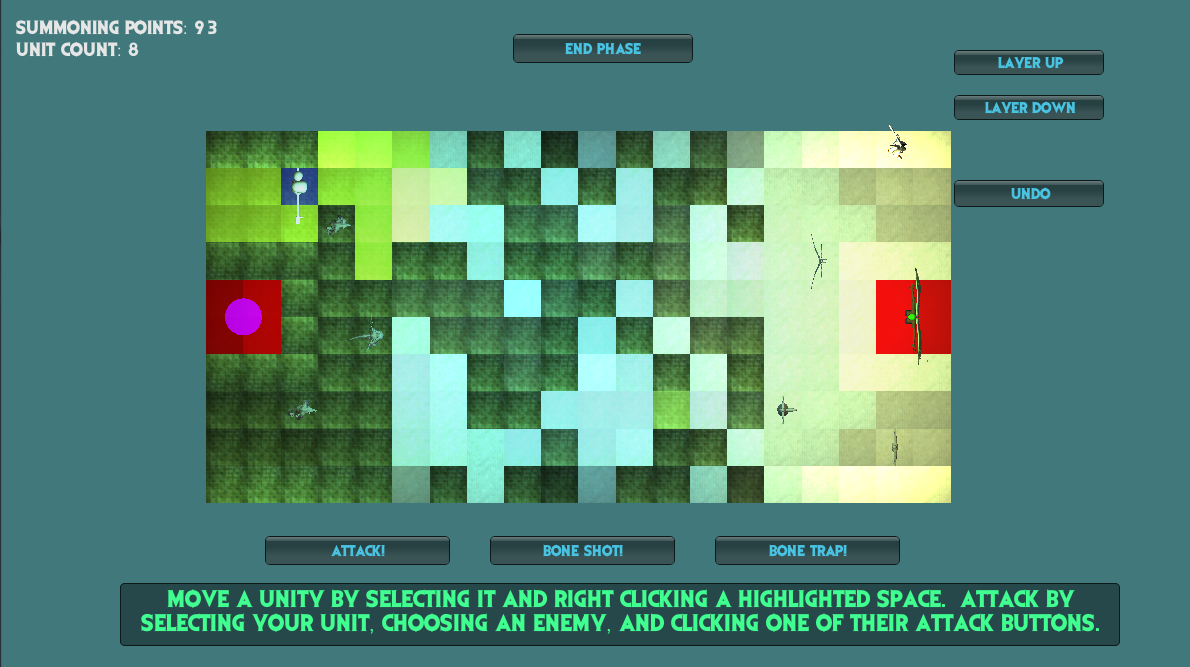 SUMMONING POINTS: 93
UNIT COUNT: 8
END PHASE
LAYER UP
LAYER DOWN
UNDO
ATTACK!
BONE SHOT!
BONE TRAP!
MOVE A UNITY BY SELECTING IT AND RIGHT CLICKING A HIGHLIGHTED SPACE. ATTACK BY
SELECTING YOUR UNIT, CHOOSING AN ENEMY, AND CLICKING ONE OF THEIR ATTACK BUTTONS.